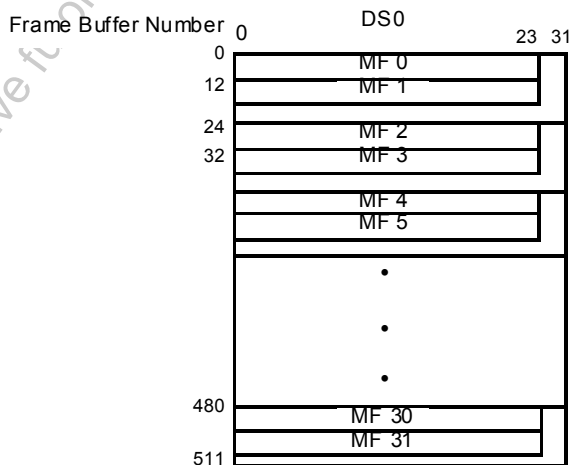 Frame Buffer Number 0 DS0 23 31
0 MF 0
12 MF 1
24 MF 2
32 MF 3
MF 4
MF 5
480 MF 30
511 MF 31